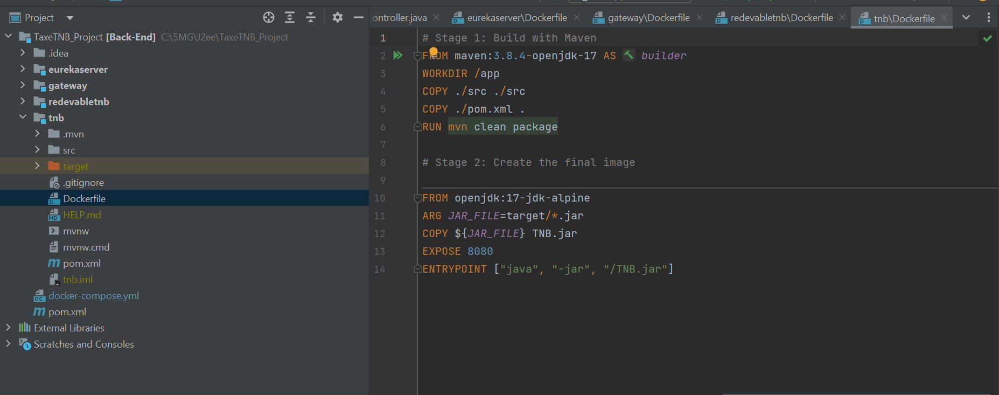 Project
TaxeTNB_Project [Back-End] C:\5MG\J2ee\TaxeTNB_Project
.idea
eurekaserver
gateway
redevabletnb
tnb
.mvn
src
target
.gitignore
Dockerfile
HELP.md
mvnw
mvnw.cmd
pom.xml
tnb.iml
docker-compose.yml
pom.xml
External Libraries
Scratches and Consoles
ontroller.java eurekaserver\Dockerfile gateway\Dockerfile redevabletnb\Dockerfile tnb\Dockerfile
1 # Stage 1: Build with Maven
2 FROM maven:3.8.4-openjdk-17 AS builder
3 WORKDIR /app
4 COPY ./src ./src
5 COPY ./pom.xml .
6 RUN mvn clean package
7
8 # Stage 2: Create the final image
9
10 FROM openjdk:17-jdk-alpine
11 ARG JAR_FILE=target/*.jar
12 COPY ${JAR_FILE} TNB.jar
13 EXPOSE 8080
14 ENTRYPOINT ["java", "-jar", "/TNB.jar"]